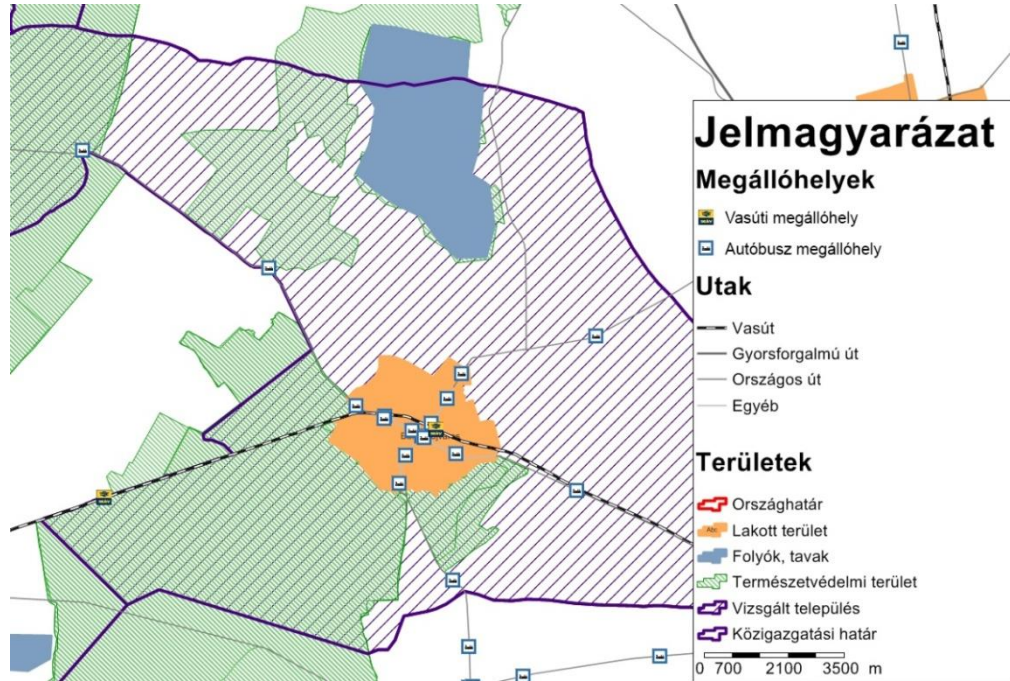 Jelmagyarázat
Megállóhelyek
Vasúti megállóhely
Autóbusz megállóhely
Utak
Vasút
Gyorsforgalmú út
Országos út
Egyéb
Területek
Országhatár
Abc
Lakott terület
Folyók, tavak
Természetvédelmi terület
Vizsgált település
Közigazgatási határ
0 700 2100 3500 m